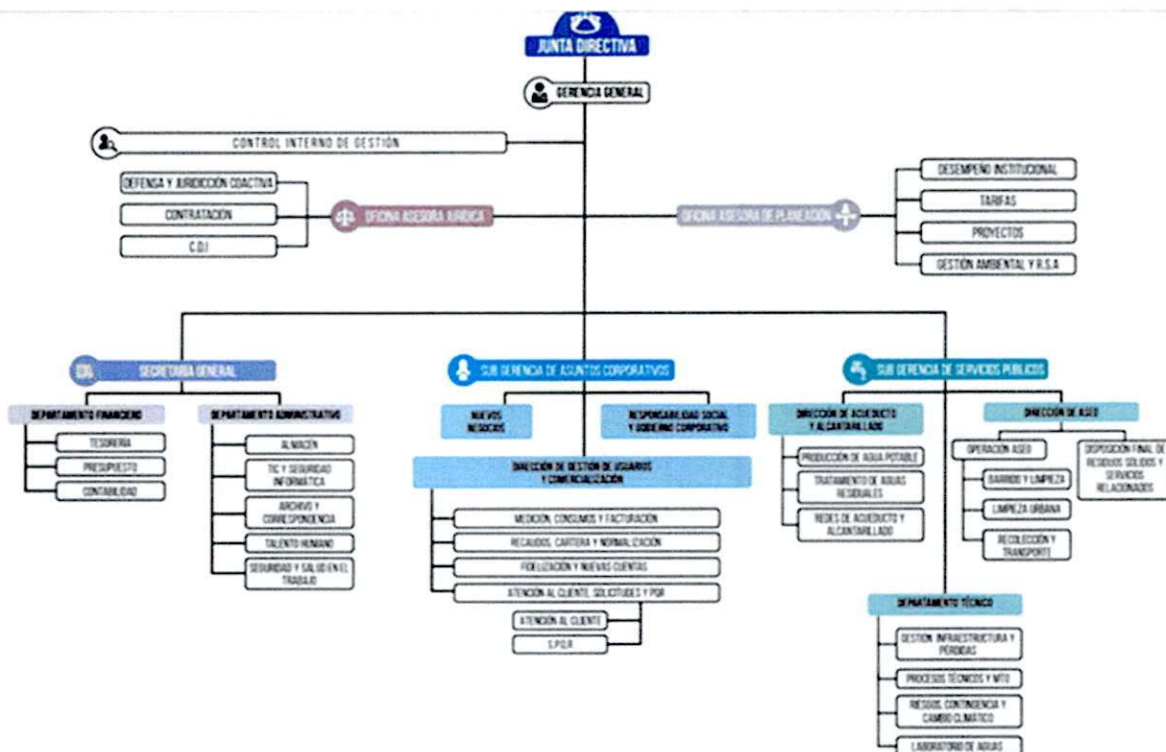 JUNTA DIRECTIVA
GERENCIA GENERAL
CONTROL INTERNO DE GESTIÓN
DEFENSA Y JURIDICCIÓN COACTIVA
CONTRATACIÓN
C.D.I
OFICINA ASESORA JURÍDICA
OFICINA ASESORA DE PLANEACIÓN
DESEMPEÑO INSTITUCIONAL
TARIFAS
PROYECTOS
GESTIÓN AMBIENTAL Y R.S.A
SECRETARÍA GENERAL
DEPARTAMENTO FINANCIERO
TESORERÍA
PRESUPUESTO
CONTABILIDAD
DEPARTAMENTO ADMINISTRATIVO
ALMACÉN
TIC Y SEGURIDAD
INFORMÁTICA
ARCHIVO Y
CORRESPONDENCIA
TALENTO HUMANO
SEGURIDAD Y SALUD EN EL
TRABAJO
SUB GERENCIA DE ASUNTOS CORPORATIVOS
NUEVOS
NEGOCIOS
RESPONSABILIDAD SOCIAL
Y GOBIERNO CORPORATIVO
DIRECCIÓN DE GESTIÓN DE USUARIOS
Y COMERCIALIZACIÓN
MEDICIÓN, CONSUMOS Y FACTURACIÓN
RECAUDOS, CARTERA Y NORMALIZACIÓN
FIDELIZACIÓN Y NUEVAS CUENTAS
ATENCIÓN AL CLIENTE, SOLICITUDES Y PQR
ATENCIÓN AL CLIENTE
S.P.Q.R
SUB GERENCIA DE SERVICIOS PÚBLICOS
DIRECCIÓN DE ACUEDUCTO
Y ALCANTARILLADO
PRODUCCIÓN DE AGUA POTABLE
TRATAMIENTO DE AGUAS
RESIDUALES
REDES DE ACUEDUCTO Y
ALCANTARILLADO
DIRECCIÓN DE ASEO
OPERACIÓN ASEO
BARRIDO Y LIMPIEZA
LIMPIEZA URBANA
RECOLECCIÓN Y
TRANSPORTE
DISPOSICIÓN FINAL DE
RESIDUOS SÓLIDOS Y
SERVICIOS
RELACIONADOS
DEPARTAMENTO TÉCNICO
GESTIÓN, INFRAESTRUCTURA Y
PÉRDIDAS
PROCESOS TÉCNICOS Y MTO
RIESGOS, CONTINGENCIA Y
CAMBIO CLIMÁTICO
LABORATORIO DE AGUAS